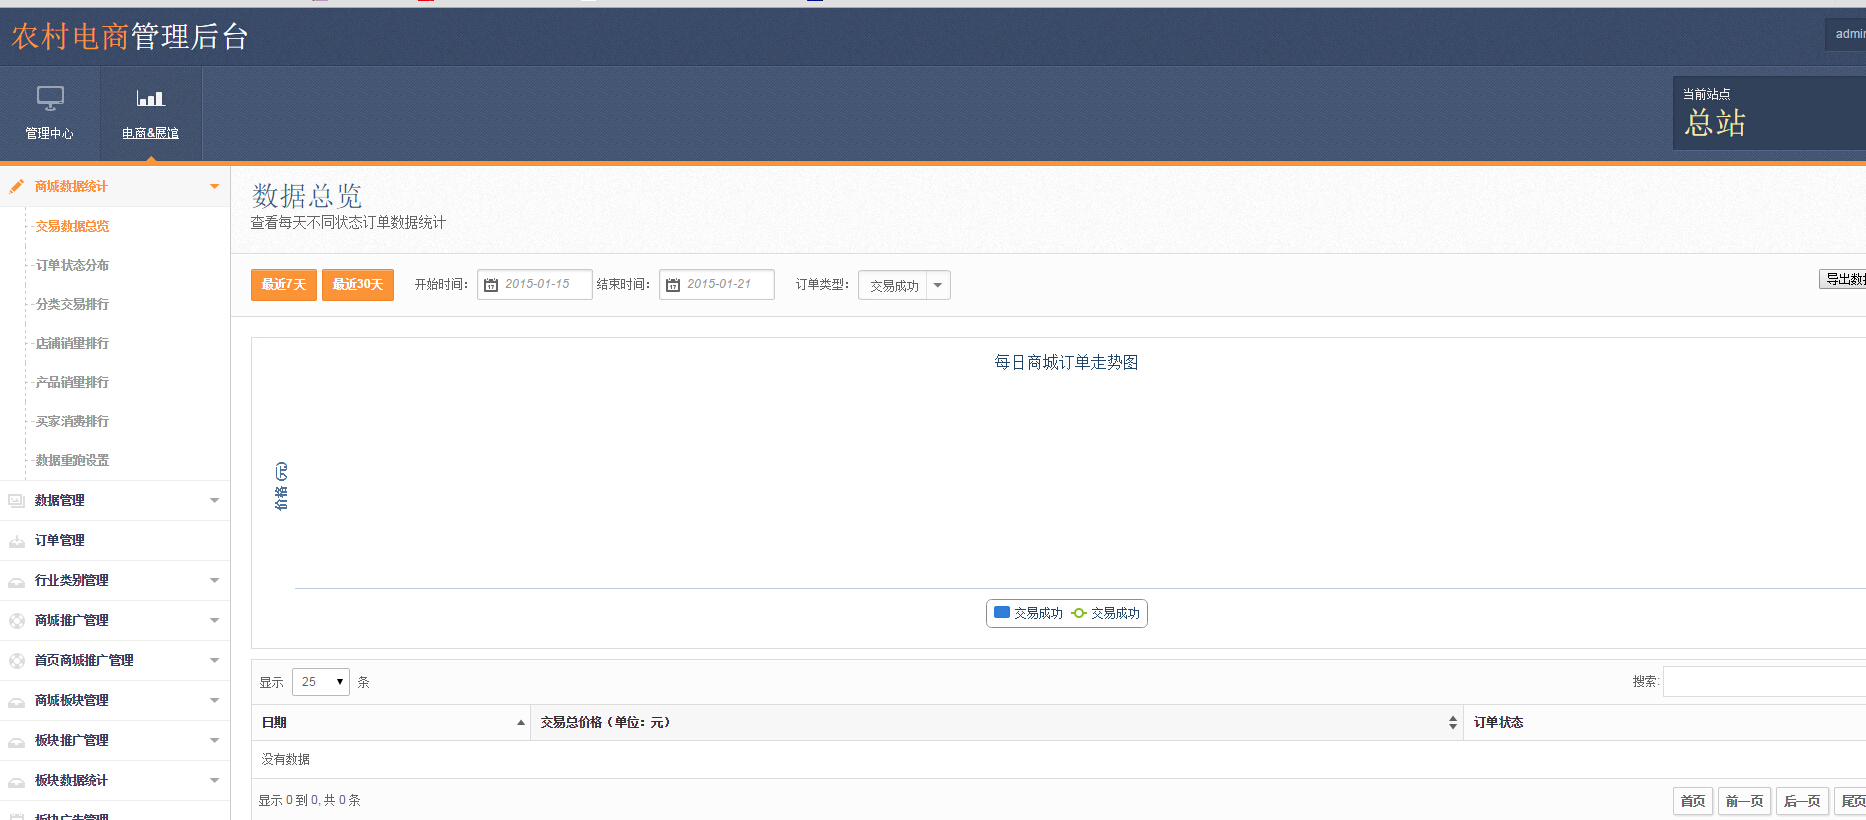 农村电商管理后台
admin
管理中心
电商&展馆
当前站点
总站
商城数据统计
交易数据总览
订单状态分布
分类交易排行
店铺销量排行
产品销量排行
买家消费排行
数据重跑设置
数据管理
订单管理
行业类别管理
商城推广管理
首页商城推广管理
商城板块管理
板块推广管理
板块数据统计
板块广告管理
数据总览
查看每天不同状态订单数据统计
最近7天 最近30天 开始时间： 2015-01-15 结束时间： 2015-01-21 订单类型： 交易成功 导出数据
每日商城订单走势图
价格 (元)
交易成功 交易成功
显示 25 条 搜索:
日期 交易总价格（单位：元） 订单状态
没有数据
显示 0 到 0, 共 0 条
首页 前一页 后一页 尾页